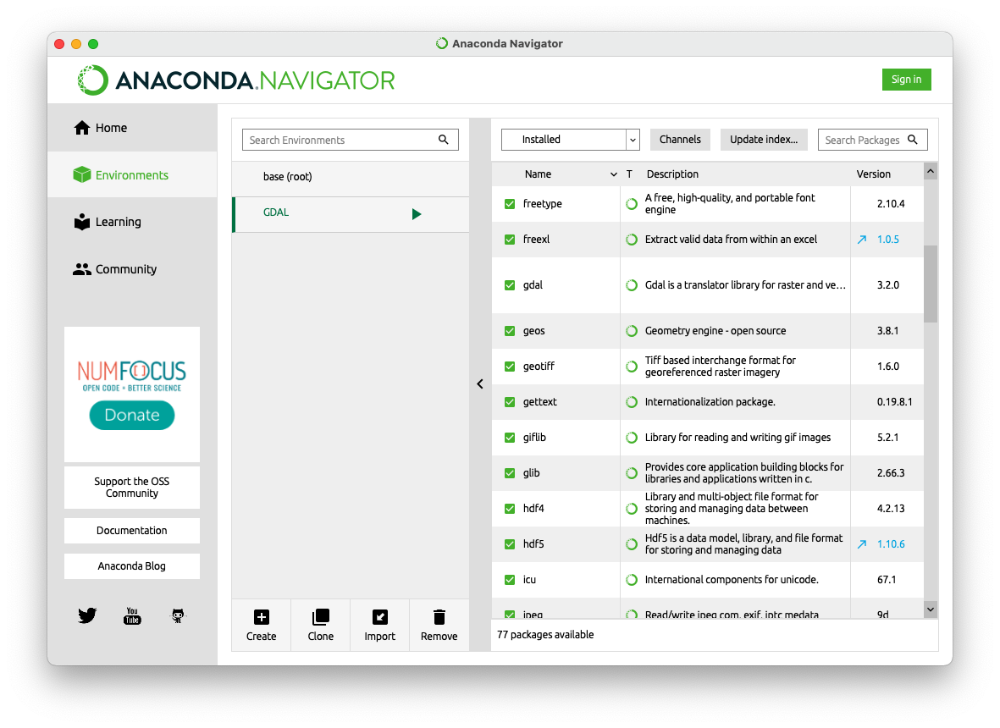 Anaconda Navigator
ANACONDA.NAVIGATOR
Sign in
Home
Environments
Learning
Community
NUMFOCUS
OPEN CODE = BETTER SCIENCE
Donate
Support the OSS
Community
Documentation
Anaconda Blog
You
Tube
Search Environments
base (root)
GDAL
Create
Clone
Import
Remove
Installed
Channels
Update index...
Search Packages
Name T Description Version
freetype A free, high-quality, and portable font
engine 2.10.4
freexl Extract valid data from within an excel 1.0.5
gdal Gdal is a translator library for raster and ve... 3.2.0
geos Geometry engine - open source 3.8.1
geotiff Tiff based interchange format for
georeferenced raster imagery 1.6.0
gettext Internationalization package. 0.19.8.1
giflib Library for reading and writing gif images 5.2.1
glib Provides core application building blocks for
libraries and applications written in c. 2.66.3
hdf4 Library and multi-object file format for
storing and managing data between
machines. 4.2.13
hdf5 Hdf5 is a data model, library, and file format
for storing and managing data 1.10.6
icu International components for unicode. 67.1
jpeg Read/write jpeg com, exif, iptc medata 9d
77 packages available